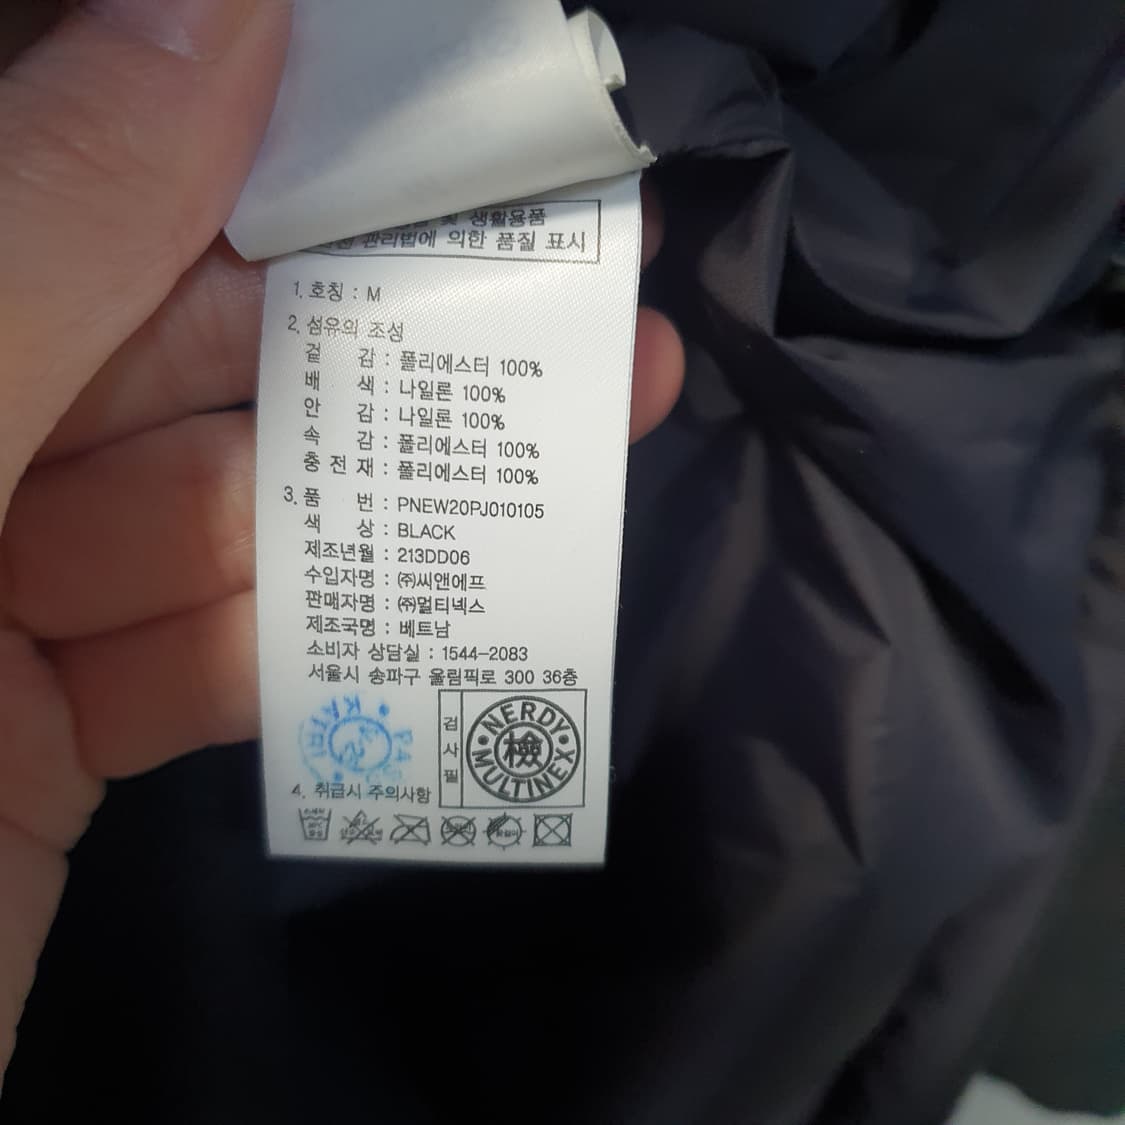 및 생활용품
관리법에 의한 품질 표시
1. 호칭 : M
2. 섬유의 조성
겉 감 : 폴리에스터 100%
배 색 : 나일론 100%
안 감 : 나일론 100%
속 감 : 폴리에스터 100%
충 전 재 : 폴리에스터 100%
3. 품 번 : PNEW20PJ010105
색 상 : BLACK
제조년월 : 213DD06
수입자명 : ㈜씨앤에프
판매자명 : ㈜멀티넥스
제조국명 : 베트남
소비자 상담실 : 1544-2083
서울시 송파구 올림픽로 300 36층
KATRI
검사필
NERDY
檢
MULTINEX
4. 취급시 주의사항